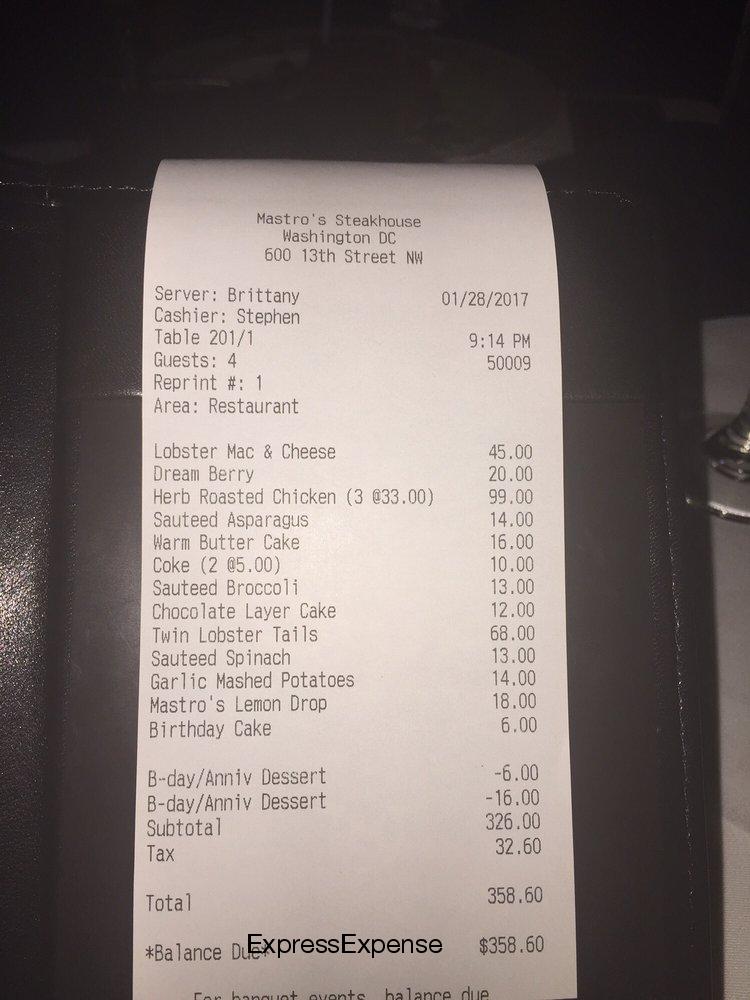 Mastro's Steakhouse
Washington DC
600 13th Street NW
Server: Brittany 01/28/2017
Cashier: Stephen
Table 201/1 9:14 PM
Guests: 4 50009
Reprint #: 1
Area: Restaurant
Lobster Mac & Cheese 45.00
Dream Berry 20.00
Herb Roasted Chicken (3 @33.00) 99.00
Sauteed Asparagus 14.00
Warm Butter Cake 16.00
Coke (2 @5.00) 10.00
Sauteed Broccoli 13.00
Chocolate Layer Cake 12.00
Twin Lobster Tails 68.00
Sauteed Spinach 13.00
Garlic Mashed Potatoes 14.00
Mastro's Lemon Drop 18.00
Birthday Cake 6.00
B-day/Anniv Dessert -6.00
B-day/Anniv Dessert -16.00
Subtotal 326.00
Tax 32.60
Total 358.60
*Balance Due* $358.60
ExpressExpense
For banquet events, balance due